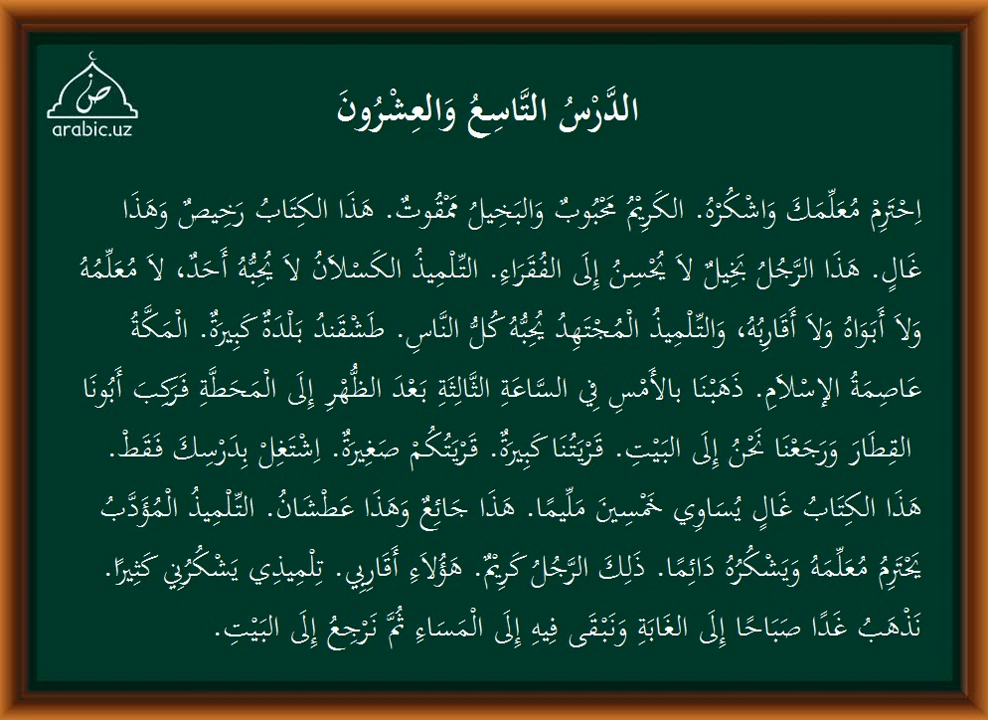 ض
arabic.uz
الدَّرْسُ التَّاسِعُ وَالعِشْرُونَ
اِحْتَرِمْ مُعَلِّمَكَ وَاشْكُرْهُ. الكَرِيْمُ مَحْبُوبٌ وَالبَخِيلُ مَمْقُوتٌ. هَذَا الكِتَابُ رَخِيصٌ وَهَذَا
غَالٍ. هَذَا الرَّجُلُ بَخِيلٌ لاَ يُحْسِنُ إِلَى الفُقَرَاءِ. التِّلْمِيذُ الكَسْلاَنُ لاَ يُحِبُّهُ أَحَدٌ، لاَ مُعَلِّمُهُ
وَلاَ أَبَوَاهُ وَلاَ أَقَارِبُهُ، وَالتِّلْمِيذُ الْمُجْتَهِدُ يُحِبُّهُ كُلُّ النَّاسِ. طَشْقَندُ بَلْدَةٌ كَبِيرَةٌ. الْمَكَّةُ
عَاصِمَةُ الإسْلاَمِ. ذَهَبْنَا بالأَمْسِ فِي السَّاعَةِ الثَّالِثَةِ بَعْدَ الظُّهْرِ إِلَى الْمَحَطَّةِ فَرَكِبَ أَبُونَا
القِطَارَ وَرَجَعْنَا نَحْنُ إِلَى البَيْتِ. قَرْيَتُنَا كَبِيرَةٌ. قَرْيَتُكُمْ صَغِيرَةٌ. اِشْتَغِلْ بِدَرْسِكَ فَقَطْ.
هَذَا الكِتَابُ غَالٍ يُسَاوِي خَمْسِينَ مَلِّيمًا. هَذَا جَائِعٌ وَهَذَا عَطْشَانُ. التِّلْمِيذُ الْمُؤَدَّبُ
يَحْتَرِمُ مُعَلِّمَهُ وَيَشْكُرُهُ دَائِمًا. ذَلِكَ الرَّجُلُ كَرِيْمٌ. هَؤُلاَءِ أَقَارِبِي. تِلْمِيذِي يَشْكُرُنِي كَثِيرًا.
نَذْهَبُ غَدًا صَبَاحًا إِلَى الغَابَةِ وَنَبْقَى فِيهِ إِلَى الْمَسَاءِ ثُمَّ نَرْجِعُ إِلَى البَيْتِ.